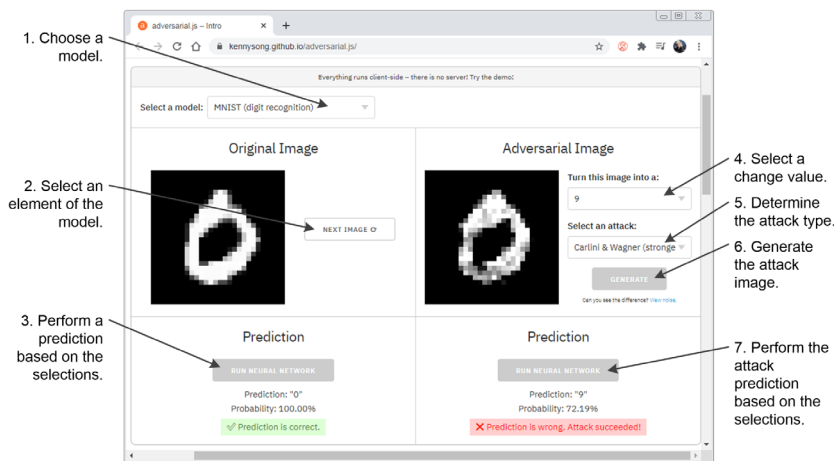 adversarial.js – Intro
kennysong.github.io/adversarial.js/
Everything runs client-side – there is no server! Try the demo:
1. Choose a
model.
Select a model: MNIST (digit recognition)
Original Image
Adversarial Image
2. Select an
element of the
model.
NEXT IMAGE
Turn this image into a:
9
Select an attack:
Carlini & Wagner (stronge
GENERATE
Can you see the difference? View noise.
4. Select a
change value.
5. Determine
the attack type.
6. Generate
the attack
image.
3. Perform a
prediction
based on the
selections.
Prediction
RUN NEURAL NETWORK
Prediction: "0"
Probability: 100.00%
Prediction is correct.
Prediction
RUN NEURAL NETWORK
Prediction: "9"
Probability: 72.19%
Prediction is wrong. Attack succeeded!
7. Perform the
attack
prediction
based on the
selections.